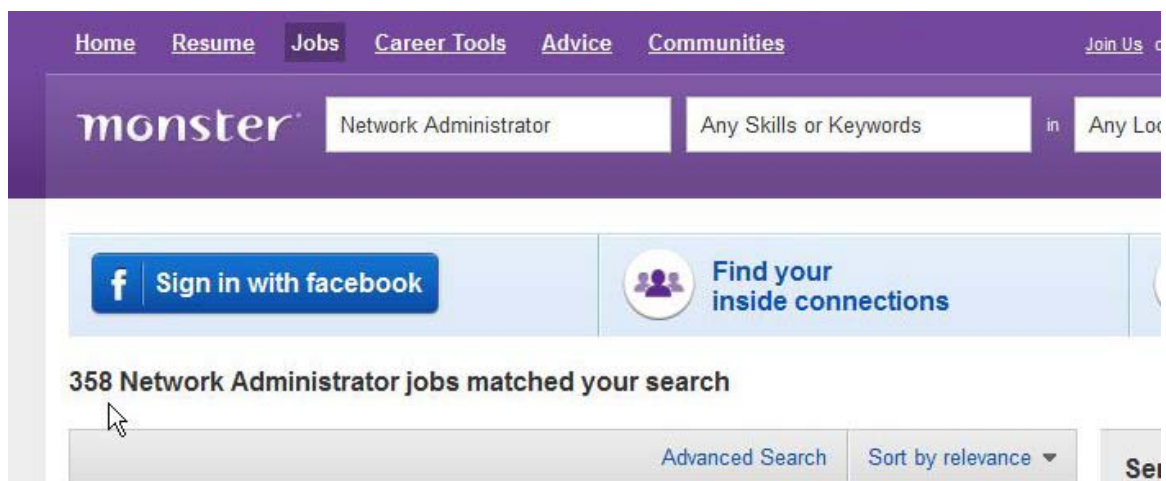 Home Resume Jobs Career Tools Advice Communities Join Us
monster Network Administrator Any Skills or Keywords in Any
f Sign in with facebook
Find your
inside connections
358 Network Administrator jobs matched your search
Advanced Search Sort by relevance